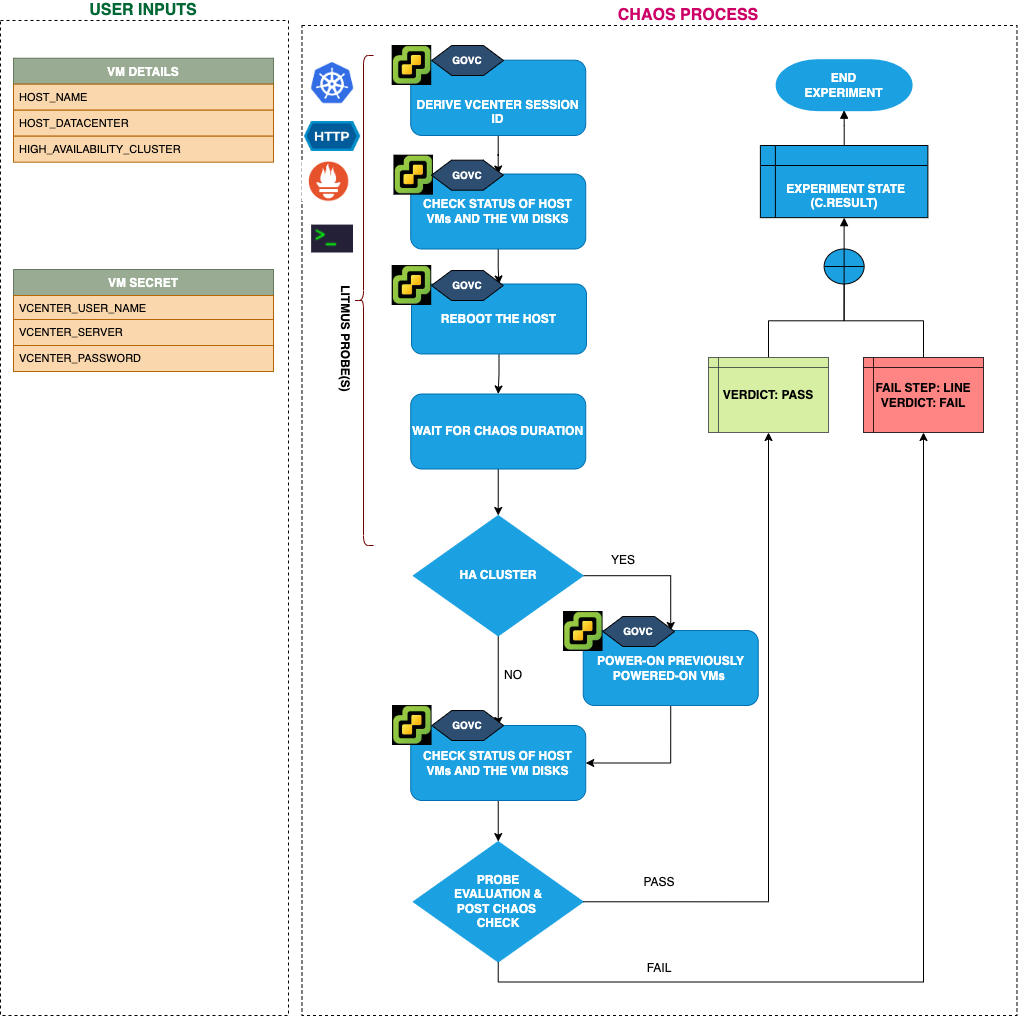 USER INPUTS
VM DETAILS
HOST_NAME
HOST_DATACENTER
HIGH_AVAILABILITY_CLUSTER
VM SECRET
VCENTER_USER_NAME
VCENTER_SERVER
VCENTER_PASSWORD
CHAOS PROCESS
HTTP
>_
LITMUS PROBE(S)
GOVC
DERIVE VCENTER SESSION
ID
GOVC
CHECK STATUS OF HOST
VMs AND THE VM DISKS
GOVC
REBOOT THE HOST
WAIT FOR CHAOS DURATION
HA CLUSTER
YES
GOVC
POWER-ON PREVIOUSLY
POWERED-ON VMs
NO
GOVC
CHECK STATUS OF HOST
VMs AND THE VM DISKS
PROBE
EVALUATION &
POST CHAOS
CHECK
PASS
FAIL
VERDICT: PASS
FAIL STEP: LINE
VERDICT: FAIL
EXPERIMENT STATE
(C.RESULT)
END
EXPERIMENT